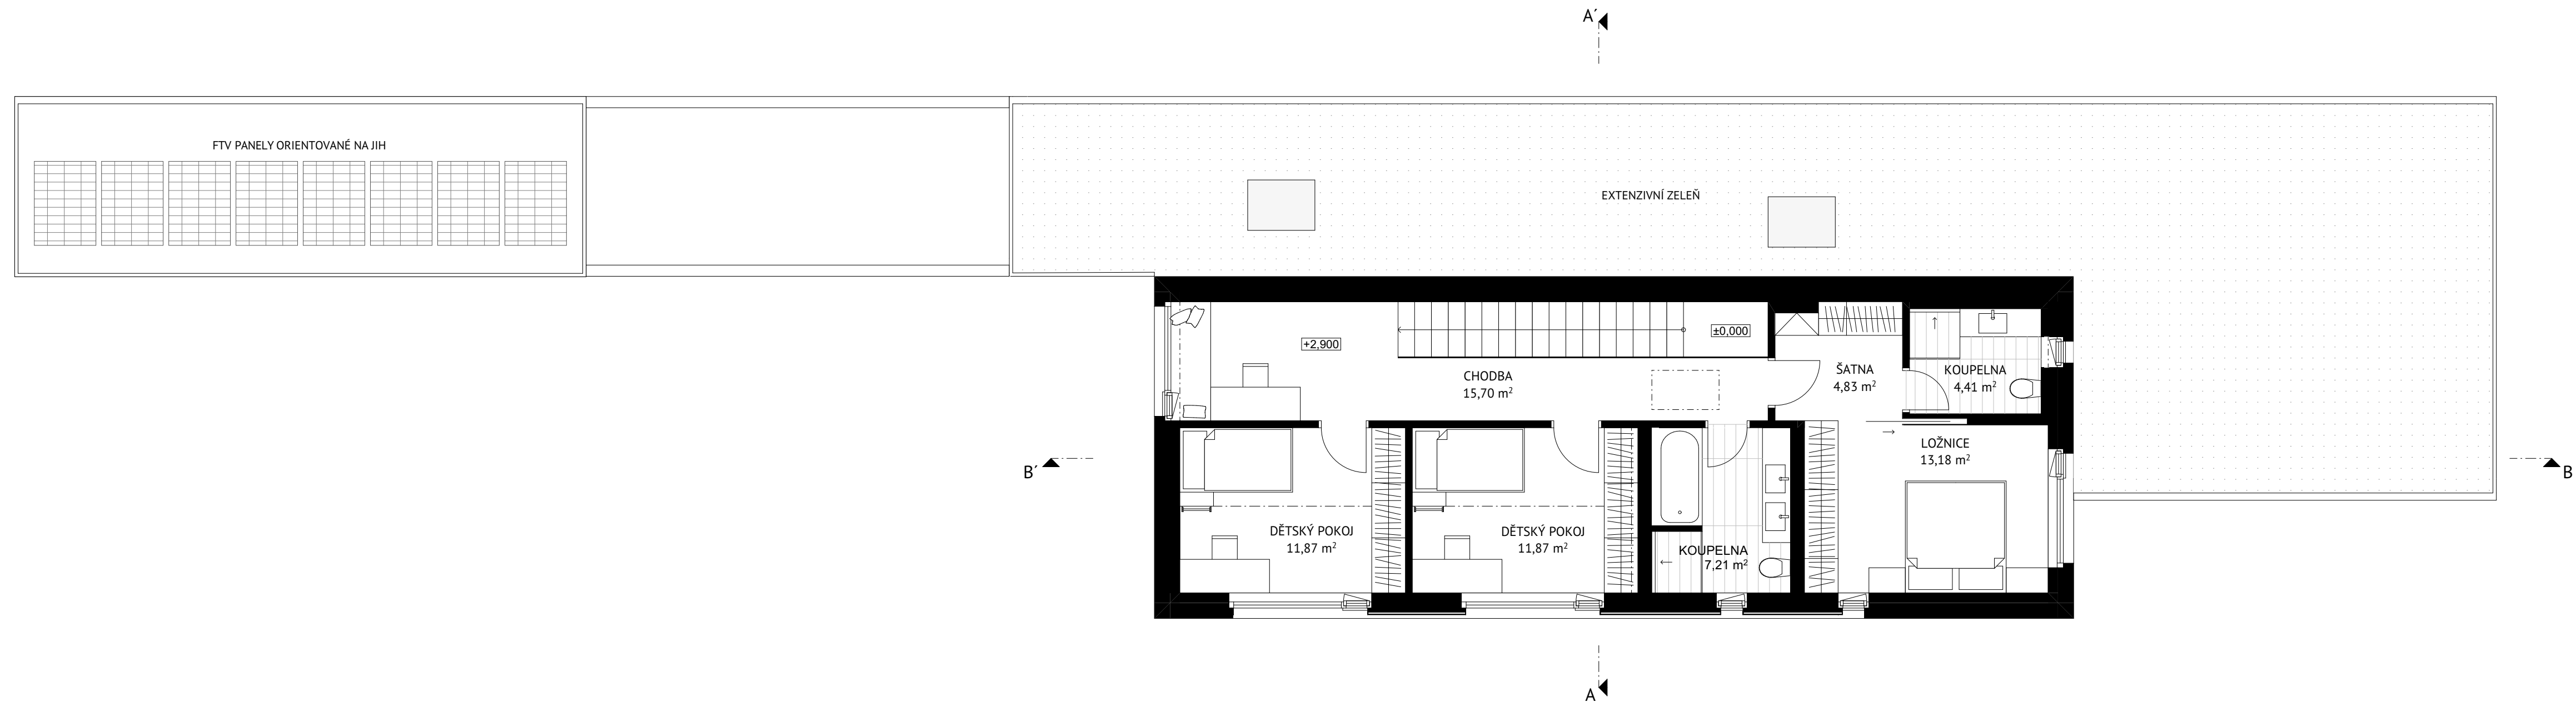 A´
FTV PANELY ORIENTOVANÉ NA JIH
EXTENZIVNÍ ZELEŇ
±0,000
+2,900
CHODBA
15,70 m²
ŠATNA
4,83 m²
KOUPELNA
4,41 m²
LOŽNICE
13,18 m²
B´
B
DĚTSKÝ POKOJ
11,87 m²
DĚTSKÝ POKOJ
11,87 m²
KOUPELNA
7,21 m²
A